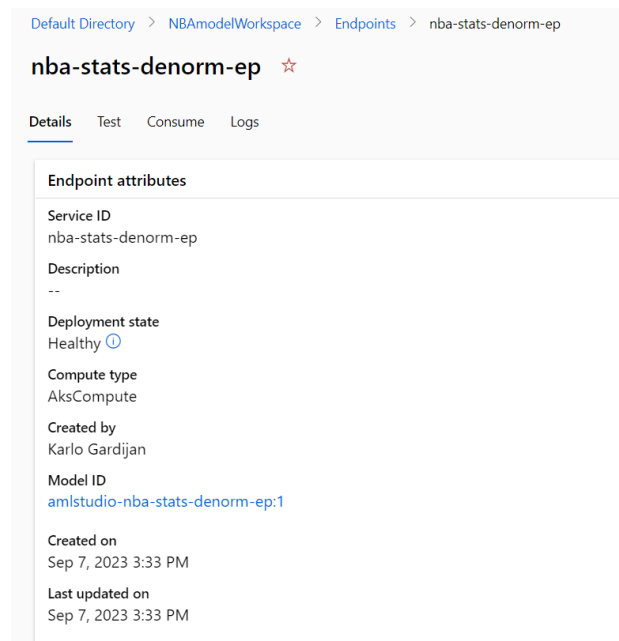 Default Directory > NBAmodelWorkspace > Endpoints > nba-stats-denorm-ep
nba-stats-denorm-ep
Details Test Consume Logs
Endpoint attributes
Service ID
nba-stats-denorm-ep
Description
--
Deployment state
Healthy
Compute type
AksCompute
Created by
Karlo Gardijan
Model ID
amlstudio-nba-stats-denorm-ep:1
Created on
Sep 7, 2023 3:33 PM
Last updated on
Sep 7, 2023 3:33 PM